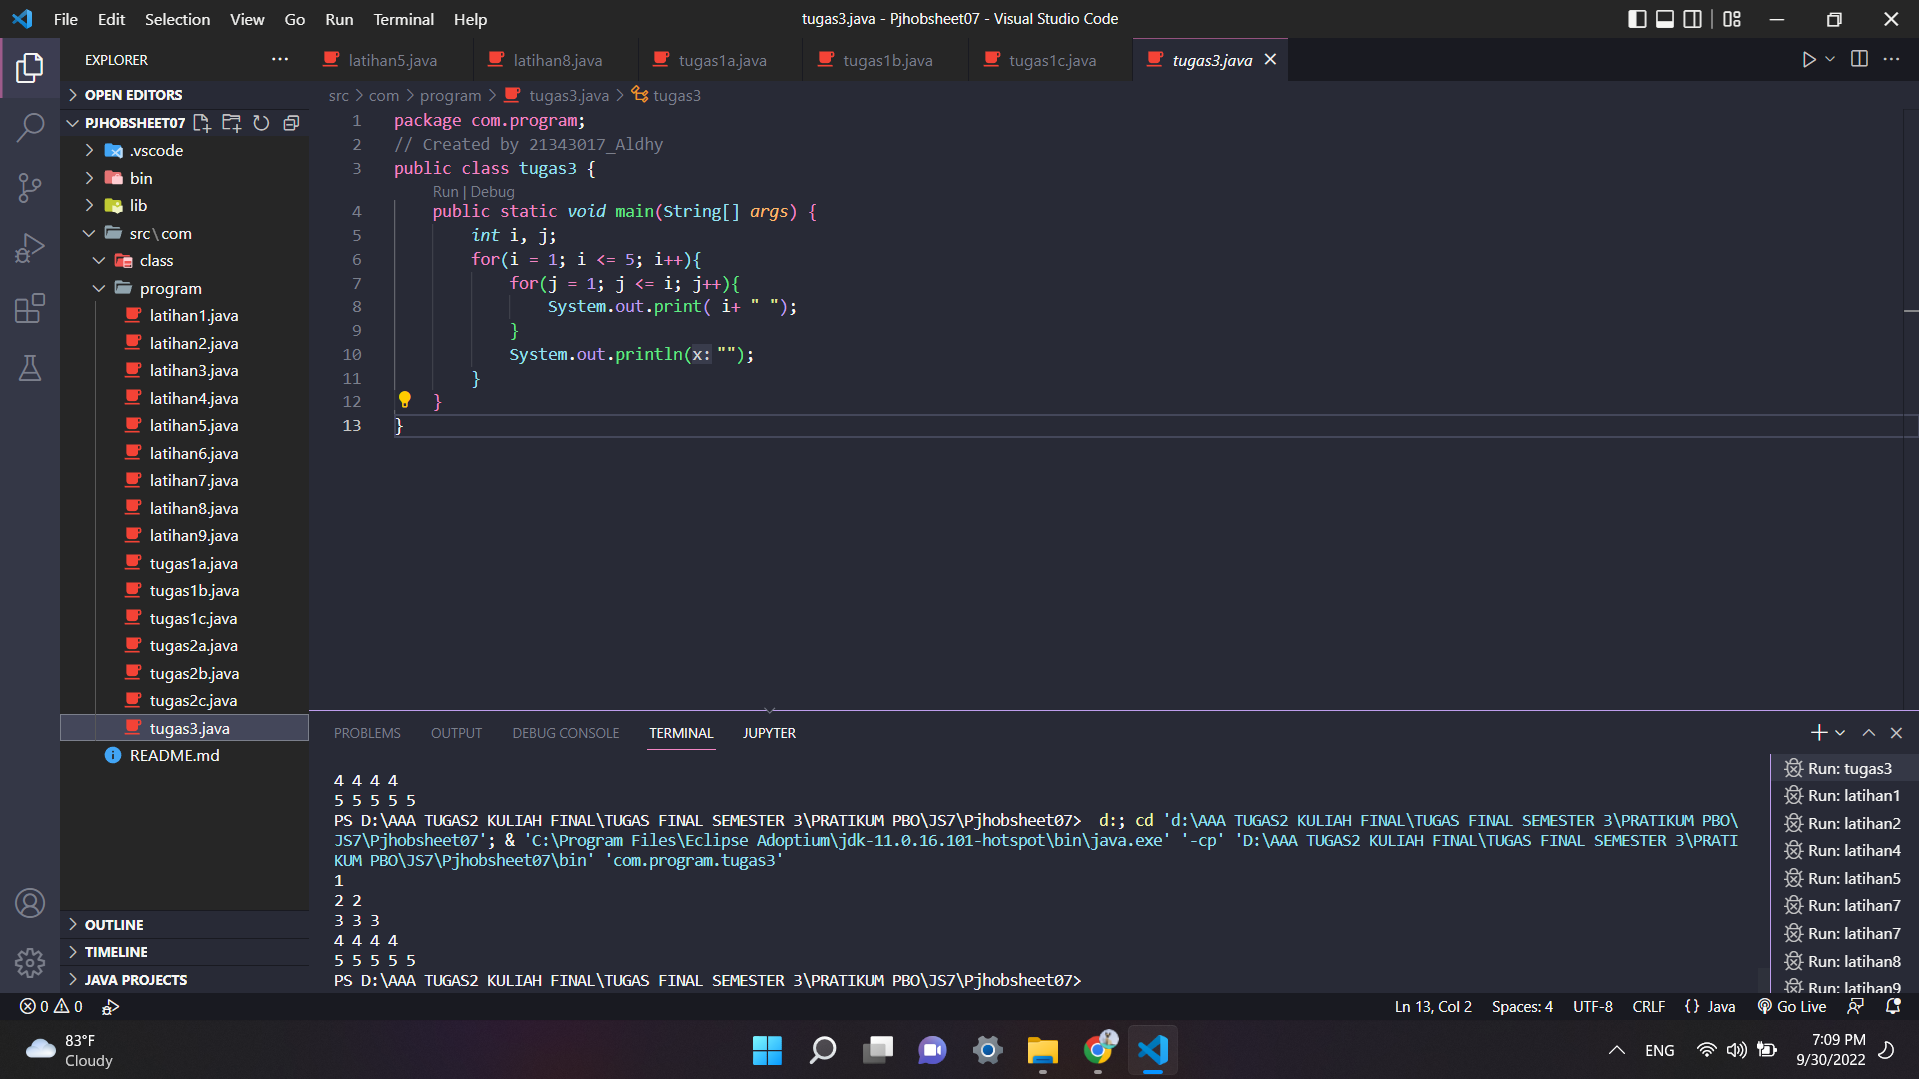 File Edit Selection View Go Run Terminal Help
tugas3.java - Pjhobsheet07 - Visual Studio Code
EXPLORER
latihan5.java latihan8.java tugas1a.java tugas1b.java tugas1c.java tugas3.java
OPEN EDITORS
PJHOBSHEET07
.vscode
bin
lib
src\com
class
program
latihan1.java
latihan2.java
latihan3.java
latihan4.java
latihan5.java
latihan6.java
latihan7.java
latihan8.java
latihan9.java
tugas1a.java
tugas1b.java
tugas1c.java
tugas2a.java
tugas2b.java
tugas2c.java
tugas3.java
README.md
OUTLINE
TIMELINE
JAVA PROJECTS
src > com > program > tugas3.java > tugas3
1 package com.program;
2 // Created by 21343017_Aldhy
3 public class tugas3 {
Run | Debug
4 public static void main(String[] args) {
5 int i, j;
6 for(i = 1; i <= 5; i++){
7 for(j = 1; j <= i; j++){
8 System.out.print( i+ " ");
9 }
10 System.out.println(x: "");
11 }
12 }
13 }
PROBLEMS OUTPUT DEBUG CONSOLE TERMINAL JUPYTER
4 4 4 4
5 5 5 5 5
PS D:\AAA TUGAS2 KULIAH FINAL\TUGAS FINAL SEMESTER 3\PRATIKUM PBO\JS7\Pjhobsheet07> d:; cd 'd:\AAA TUGAS2 KULIAH FINAL\TUGAS FINAL SEMESTER 3\PRATIKUM PBO\
JS7\Pjhobsheet07'; & 'C:\Program Files\Eclipse Adoptium\jdk-11.0.16.101-hotspot\bin\java.exe' '-cp' 'D:\AAA TUGAS2 KULIAH FINAL\TUGAS FINAL SEMESTER 3\PRATI
KUM PBO\JS7\Pjhobsheet07\bin' 'com.program.tugas3'
1
2 2
3 3 3
4 4 4 4
5 5 5 5 5
PS D:\AAA TUGAS2 KULIAH FINAL\TUGAS FINAL SEMESTER 3\PRATIKUM PBO\JS7\Pjhobsheet07>
Run: tugas3
Run: latihan1
Run: latihan2
Run: latihan4
Run: latihan5
Run: latihan7
Run: latihan7
Run: latihan8
Run: latihan9
0 0
Ln 13, Col 2 Spaces: 4 UTF-8 CRLF {} Java Go Live
83°F
Cloudy
ENG
7:09 PM
9/30/2022